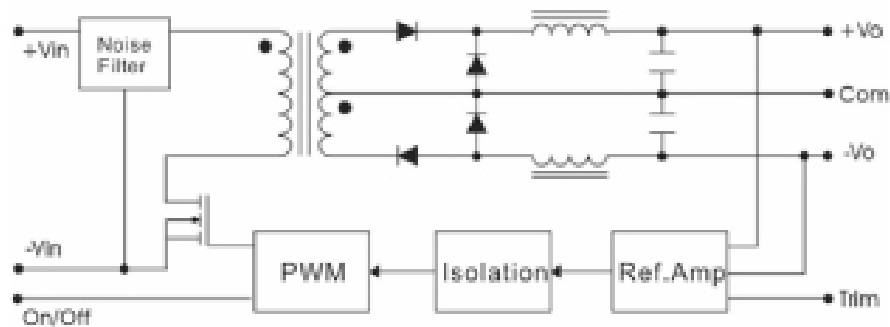 +Vin
Noise
Filter
+Vo
Com
-Vo
-Vin
PWM
Isolation
Ref.Amp
On/Off
Trim